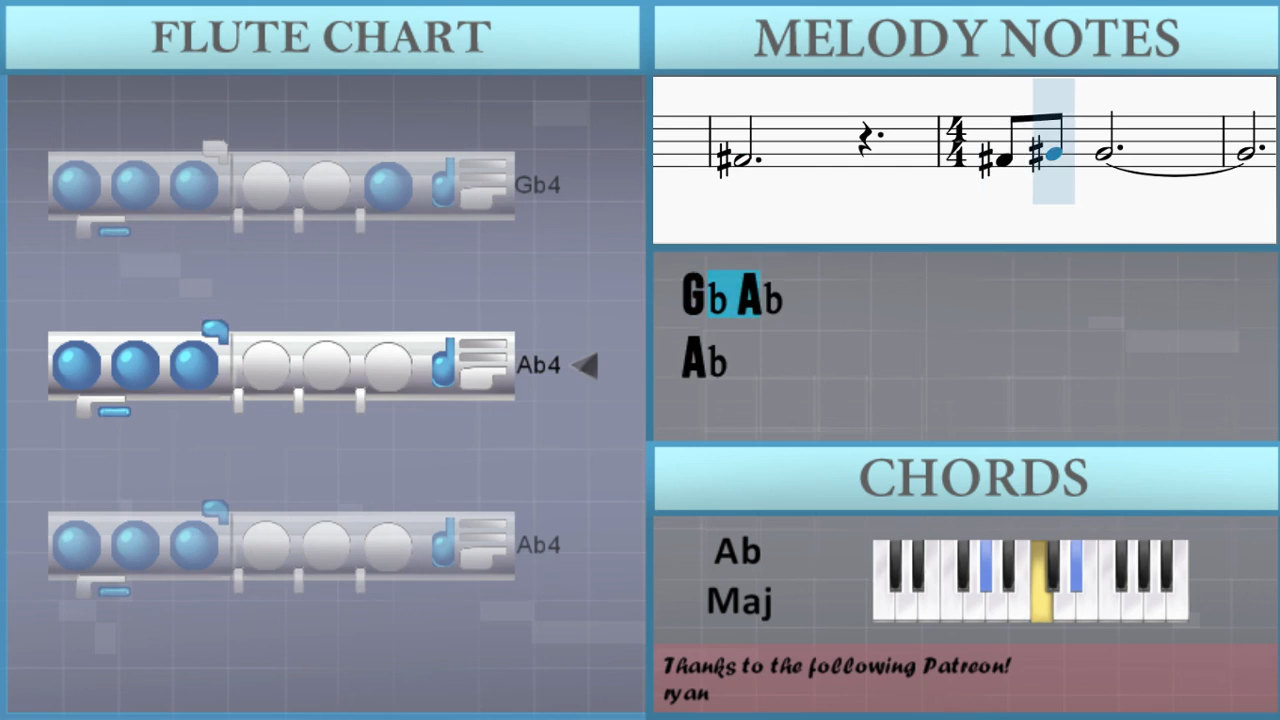 FLUTE CHART
Gb4
Ab4
Ab4
MELODY NOTES
4
4
Gb Ab
Ab
CHORDS
Ab
Maj
Thanks to the following Patreon!
ryan